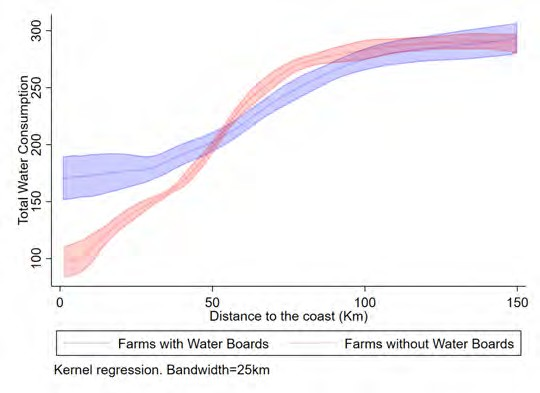 Total Water Consumption
300
250
200
150
100
0 50 100 150
Distance to the coast (Km)
Farms with Water Boards Farms without Water Boards
Kernel regression. Bandwidth=25km